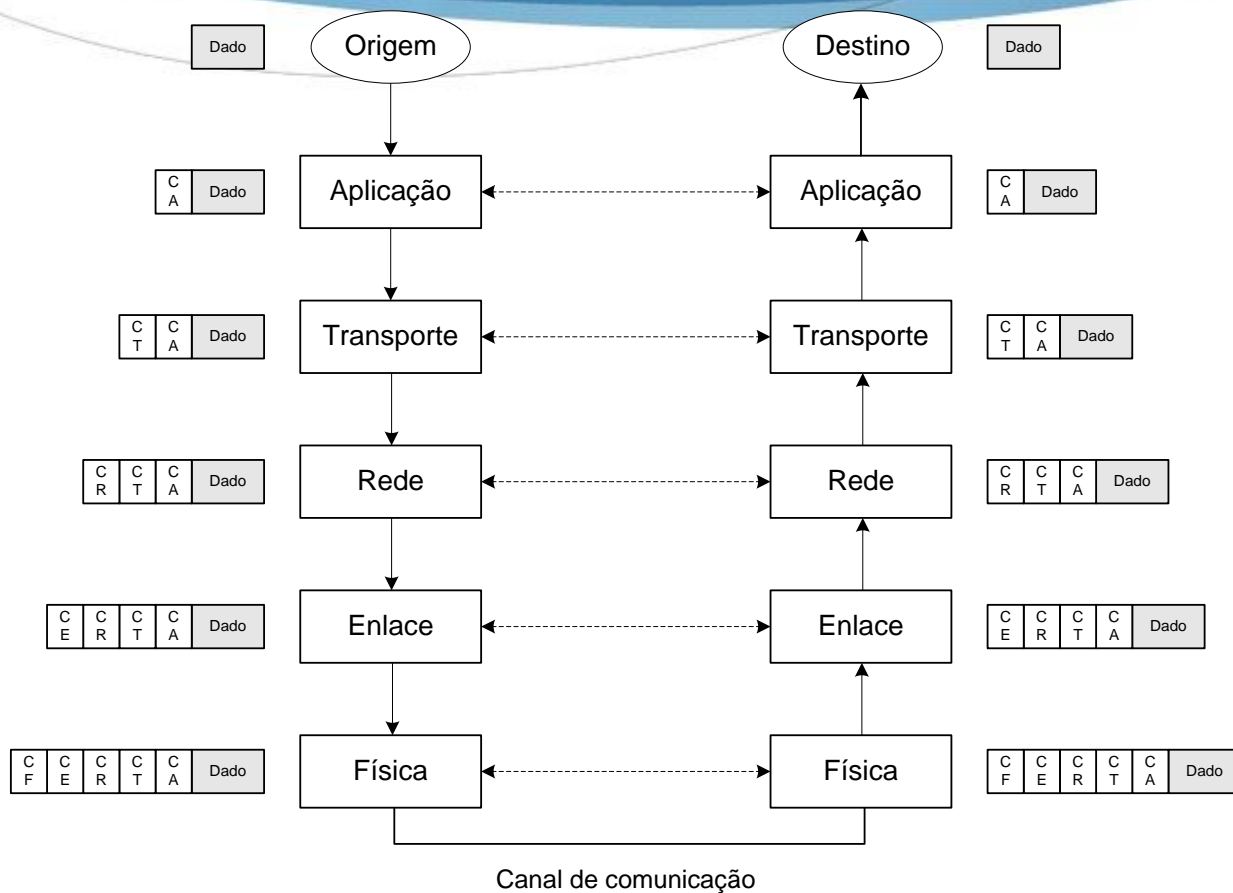 Dado Origem Destino Dado
C A Dado Aplicação Aplicação C A Dado
C T C A Dado Transporte Transporte C T C A Dado
C R C T C A Dado Rede Rede C R C T C A Dado
C E C R C T C A Dado Enlace Enlace C E C R C T C A Dado
C F C E C R C T C A Dado Física Física C F C E C R C T C A Dado
Canal de comunicação